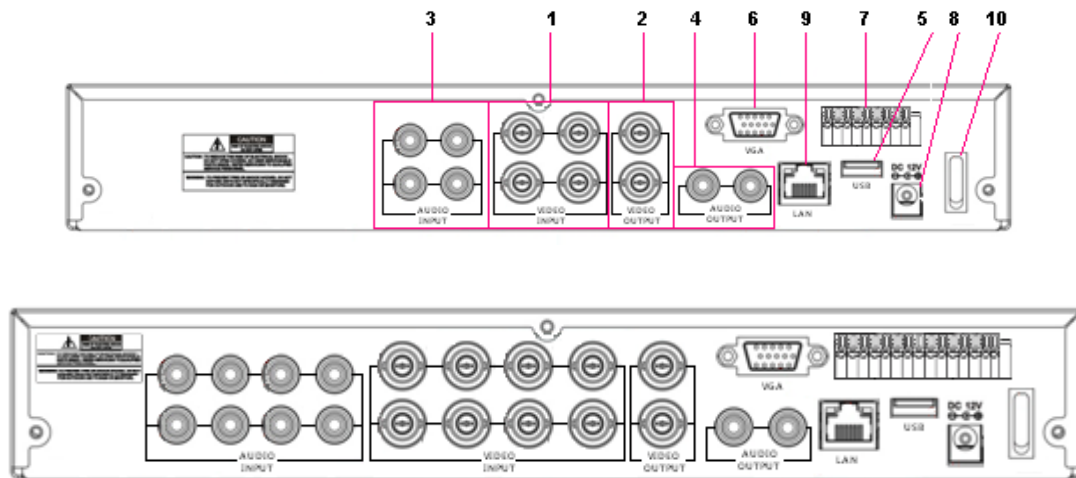 3 1 2 4 6 9 7 5 8 10
CAUTION
VGA
DC 12V
USB
LAN
AUDIO
INPUT
VIDEO
INPUT
VIDEO
OUTPUT
AUDIO
OUTPUT
VGA
DC 12V
USB
LAN
AUDIO
INPUT
VIDEO
INPUT
VIDEO
OUTPUT
AUDIO
OUTPUT